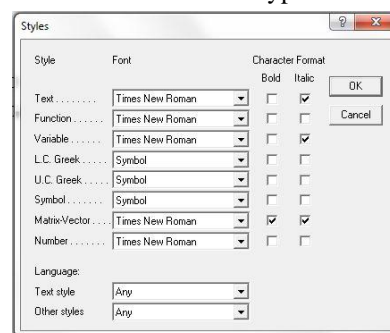 Styles
Style Font Character Format
Bold Italic
Text . . . . . . . . Times New Roman
Function . . . . . . Times New Roman
Variable . . . . . . Times New Roman
L.C. Greek . . . . . Symbol
U.C. Greek . . . . . Symbol
Symbol . . . . . . . Symbol
Matrix-Vector . . . . Times New Roman
Number . . . . . . . Times New Roman
Language:
Text style Any
Other styles Any
OK
Cancel